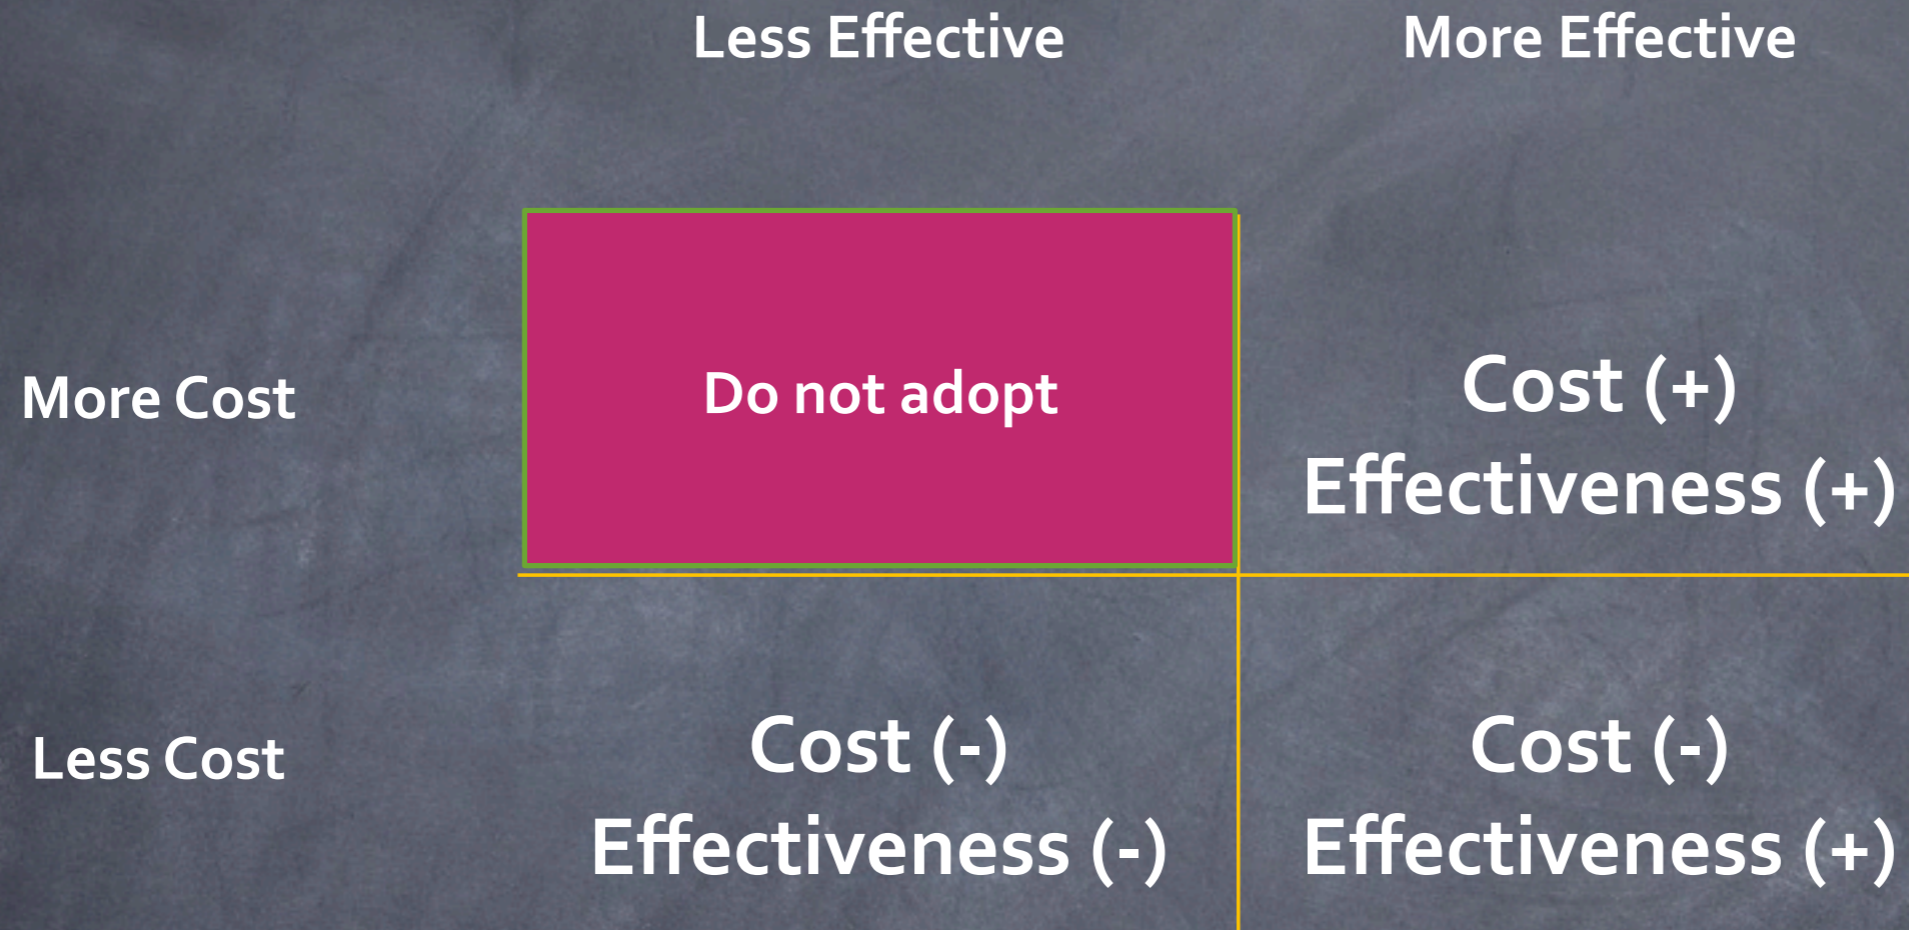 Less Effective
More Effective
More Cost
Do not adopt
Cost (+)
Effectiveness (+)
Less Cost
Cost (-)
Effectiveness (-)
Cost (-)
Effectiveness (+)